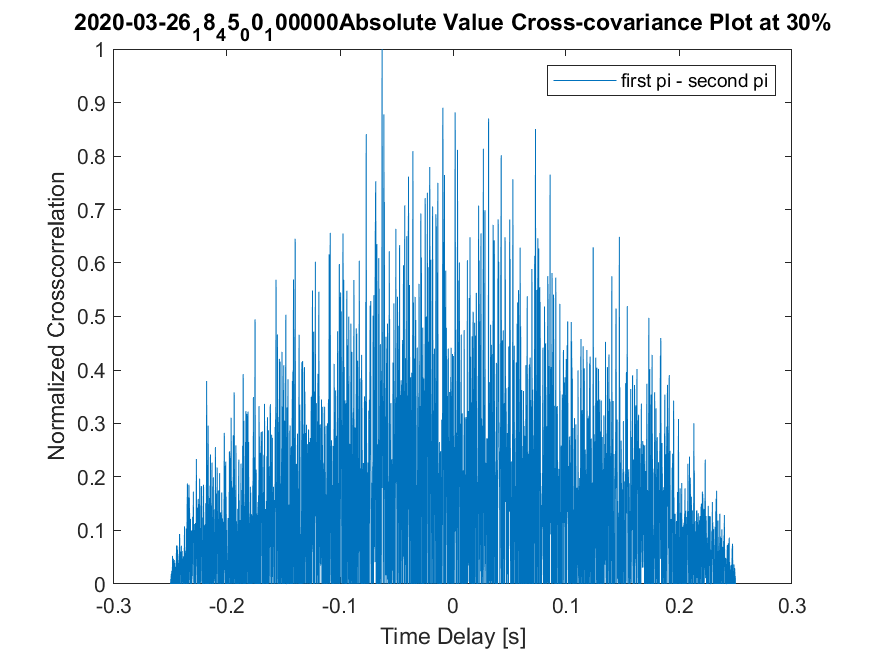 2020-03-26₁8₄5₀0₁00000Absolute Value Cross-covariance Plot at 30%
first pi - second pi
Normalized Crosscorrelation
1
0.9
0.8
0.7
0.6
0.5
0.4
0.3
0.2
0.1
0
-0.3 -0.2 -0.1 0 0.1 0.2 0.3
Time Delay [s]